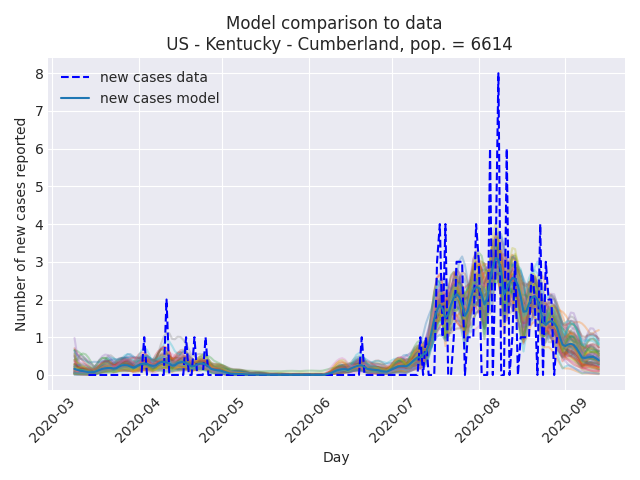 Model comparison to data
US - Kentucky - Cumberland, pop. = 6614
new cases data
new cases model
Number of new cases reported
8
7
6
5
4
3
2
1
0
2020-03
2020-04
2020-05
2020-06
2020-07
2020-08
2020-09
Day